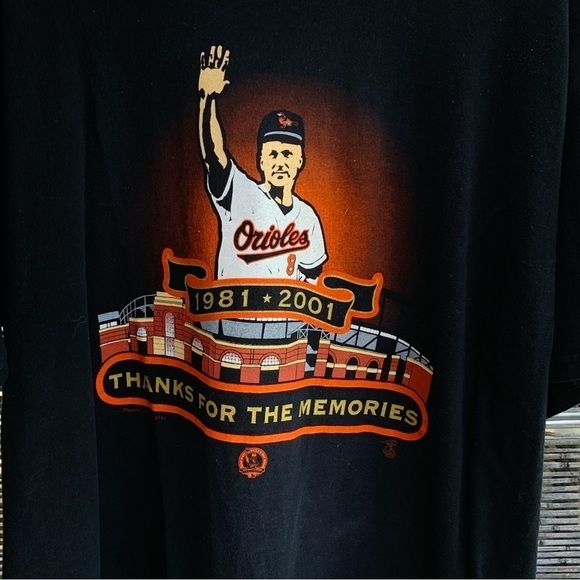 Orioles
8
1981 ★ 2001
THANKS FOR THE MEMORIES